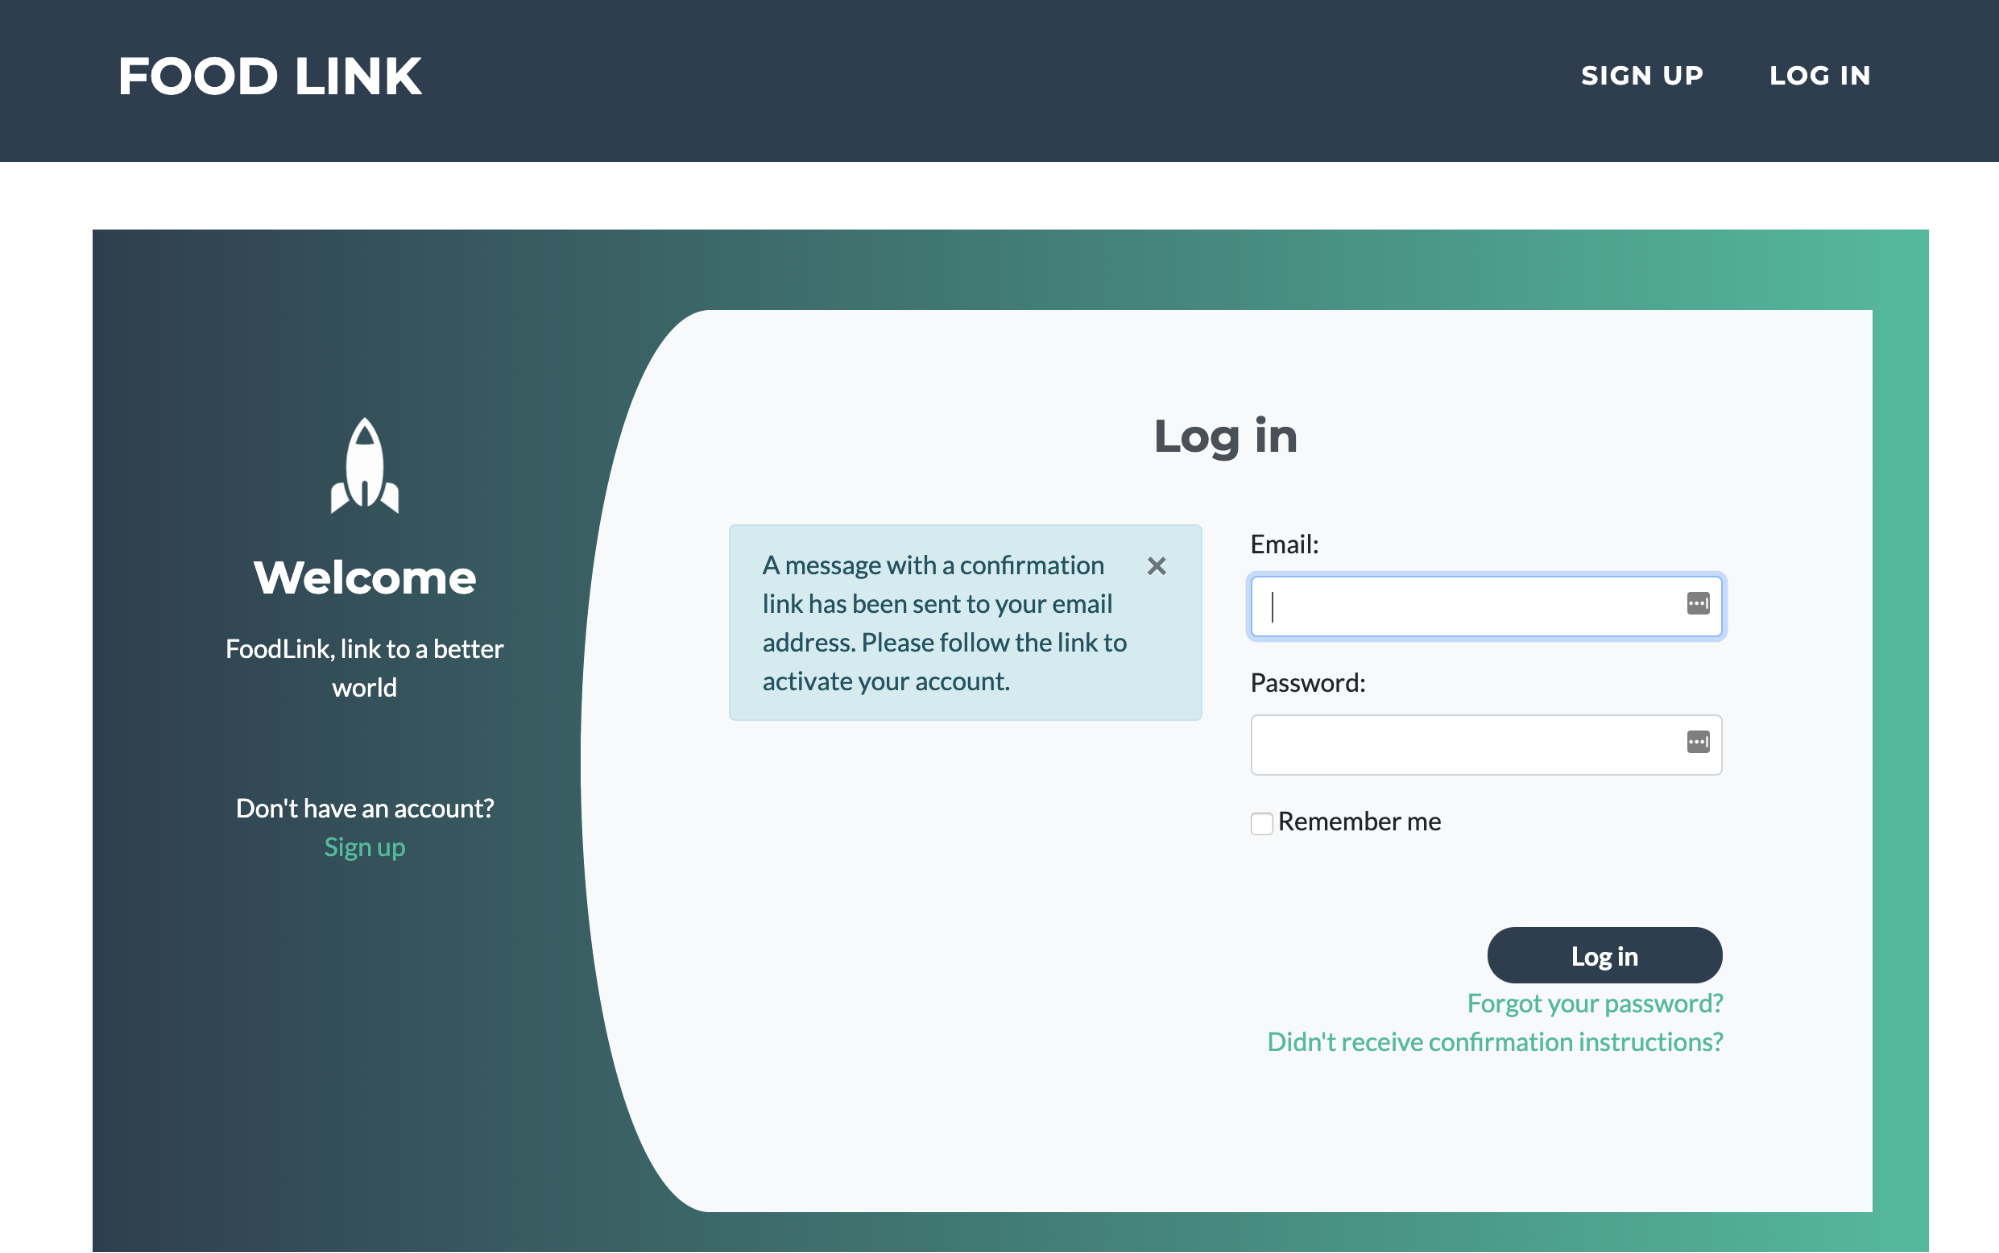 FOOD LINK
SIGN UP
LOG IN
Welcome
FoodLink, link to a better
world
Don't have an account?
Sign up
Log in
A message with a confirmation
link has been sent to your email
address. Please follow the link to
activate your account.
×
Email:
Password:
Remember me
Log in
Forgot your password?
Didn't receive confirmation instructions?